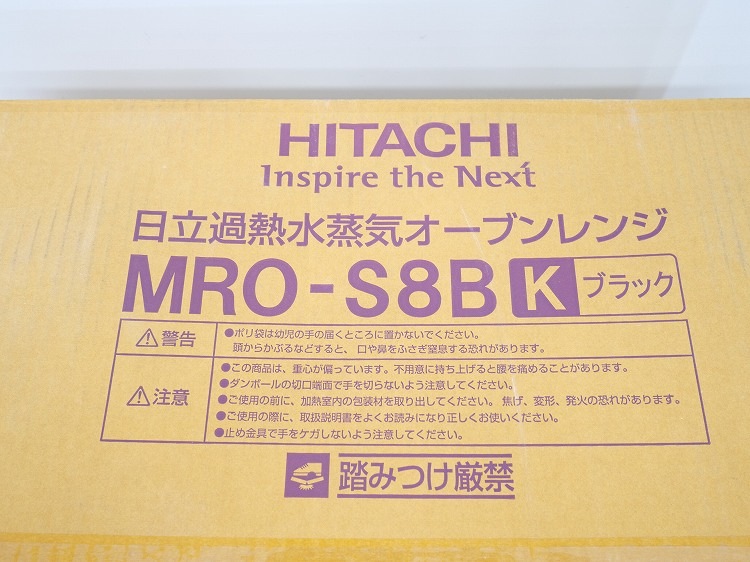 HITACHI
Inspire the Next
日立過熱水蒸気オーブンレンジ
MRO-S8B K ブラック
警告
●ポリ袋は幼児の手の届くところに置かないでください。
頭からかぶるなどすると、口や鼻をふさぎ窒息する恐れがあります。
注意
●この商品は、重心が偏っています。不用意に持ち上げると腰を痛めることがあります。
●ダンボールの切口端面で手を切らないよう注意してください。
●ご使用の前に、加熱室内の包装材を取り出してください。焦げ、変形、発火の恐れがあります。
●ご使用の際に、取扱説明書をよくお読みになり正しくお使いください。
●止め金具で手をケガしないよう注意してください。
踏みつけ厳禁